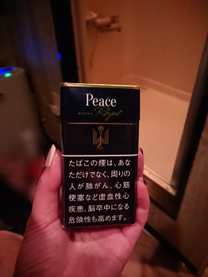 Peace
AROMA Royal
たばこの煙は、あな
ただけでなく、周りの
人が肺がん、心筋
梗塞など虚血性心
疾患、脳卒中になる
危険性も高めます。